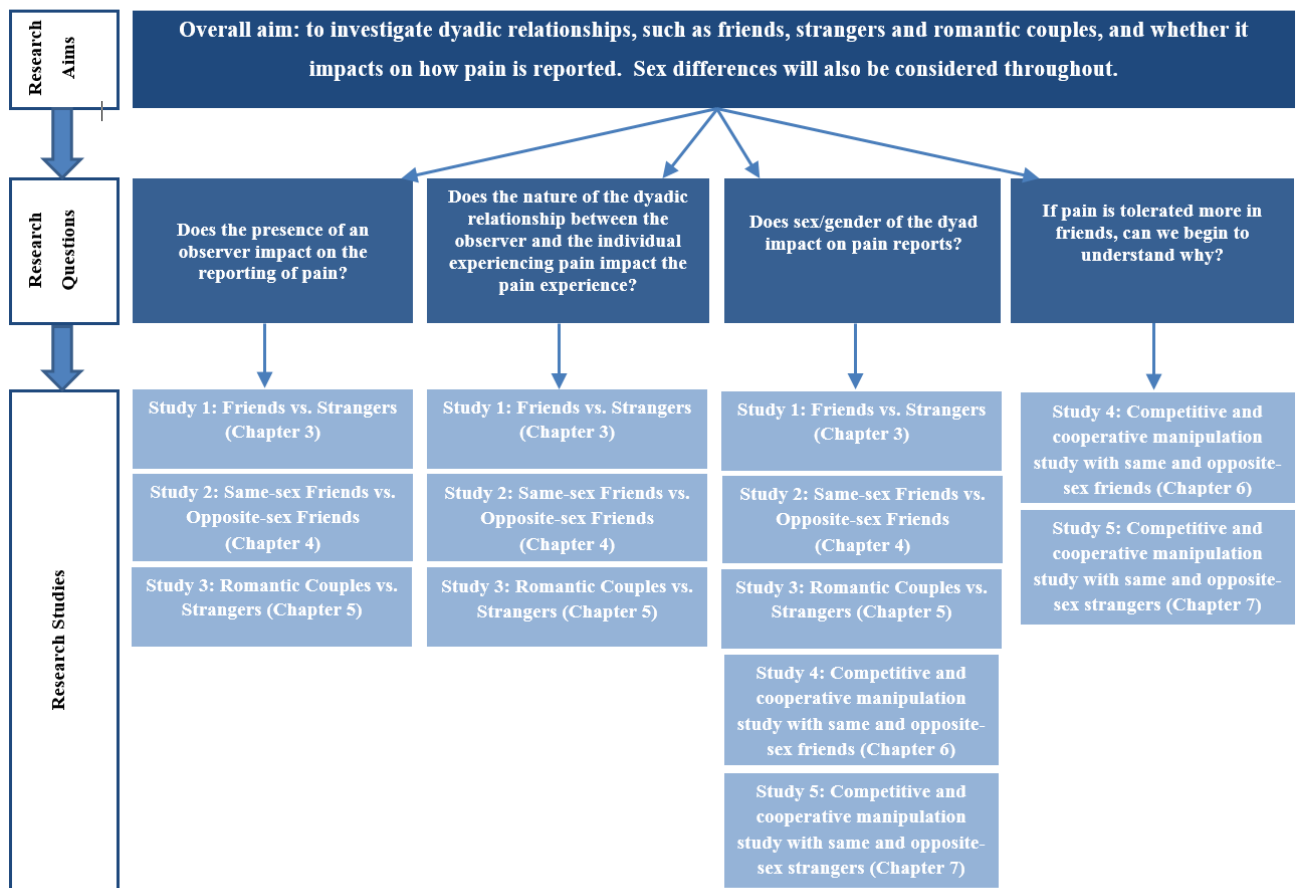 Research
Aims
Overall aim: to investigate dyadic relationships, such as friends, strangers and romantic couples, and whether it
impacts on how pain is reported.  Sex differences will also be considered throughout.
Research
Questions
Does the presence of an
observer impact on the
reporting of pain?
Does the nature of the dyadic
relationship between the
observer and the individual
experiencing pain impact the
pain experience?
Does sex/gender of the dyad
impact on pain reports?
If pain is tolerated more in
friends, can we begin to
understand why?
Research Studies
Study 1: Friends vs. Strangers
(Chapter 3)
Study 2: Same-sex Friends vs.
Opposite-sex Friends
(Chapter 4)
Study 3: Romantic Couples vs.
Strangers (Chapter 5)
Study 1: Friends vs. Strangers
(Chapter 3)
Study 2: Same-sex Friends vs.
Opposite-sex Friends
(Chapter 4)
Study 3: Romantic Couples vs.
Strangers (Chapter 5)
Study 1: Friends vs. Strangers
(Chapter 3)
Study 2: Same-sex Friends vs.
Opposite-sex Friends
(Chapter 4)
Study 3: Romantic Couples vs.
Strangers (Chapter 5)
Study 4: Competitive and
cooperative manipulation
study with same and opposite-
sex friends (Chapter 6)
Study 5: Competitive and
cooperative manipulation
study with same and opposite-
sex strangers (Chapter 7)
Study 4: Competitive and
cooperative manipulation
study with same and opposite-
sex friends (Chapter 6)
Study 5: Competitive and
cooperative manipulation
study with same and opposite-
sex strangers (Chapter 7)